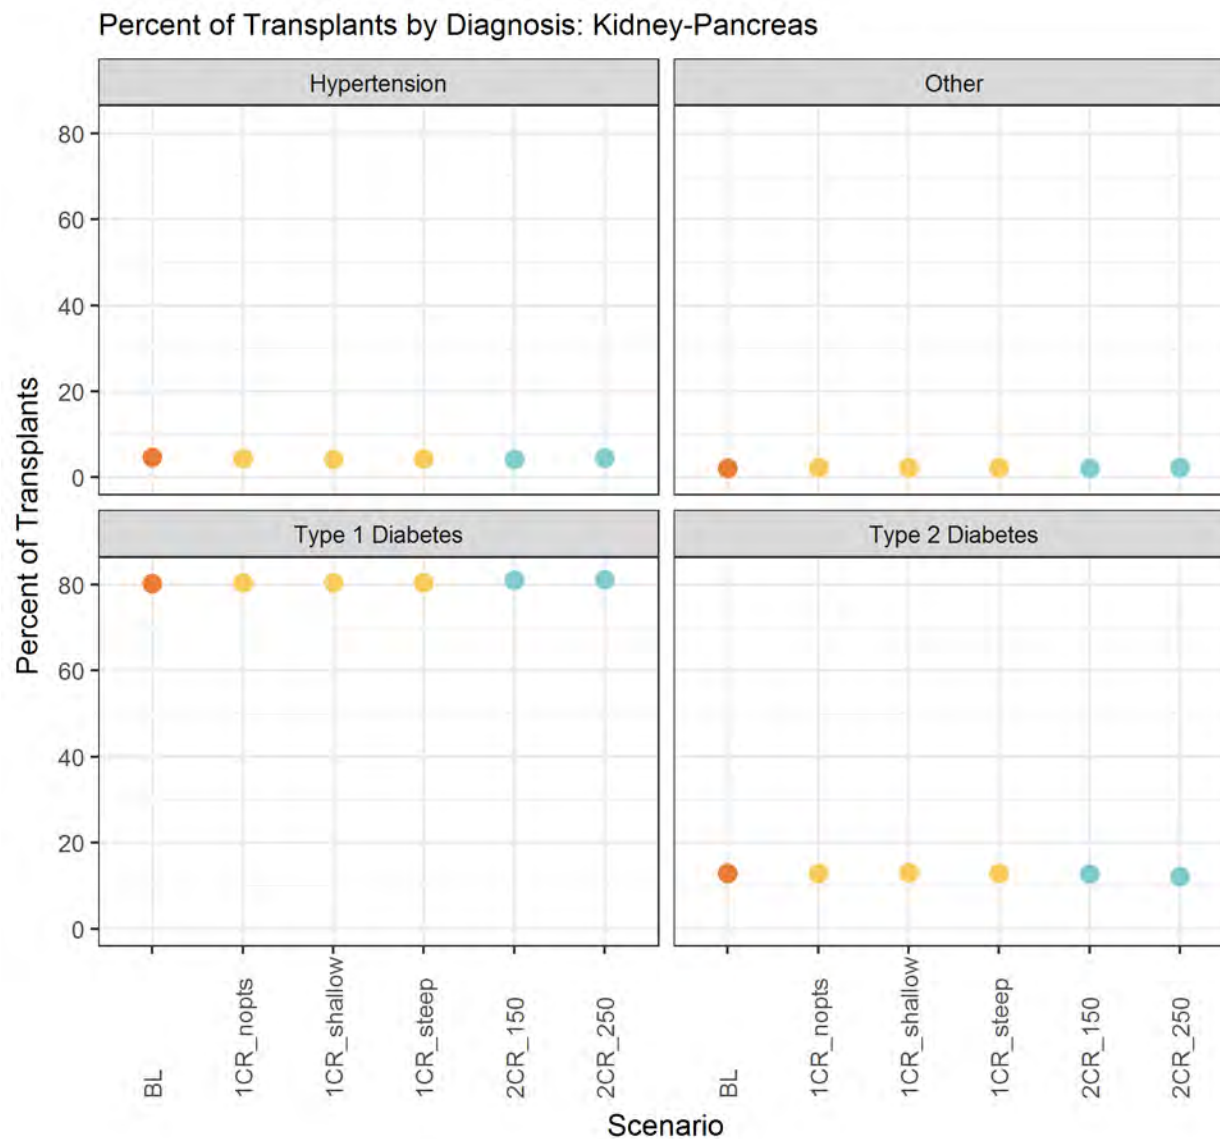 Percent of Transplants by Diagnosis: Kidney-Pancreas
Hypertension
Other
80
60
40
20
0
Type 1 Diabetes
Type 2 Diabetes
80
60
40
20
0
Percent of Transplants
BL
1CR_nopts
1CR_shallow
1CR_steep
2CR_150
2CR_250
BL
1CR_nopts
1CR_shallow
1CR_steep
2CR_150
2CR_250
Scenario